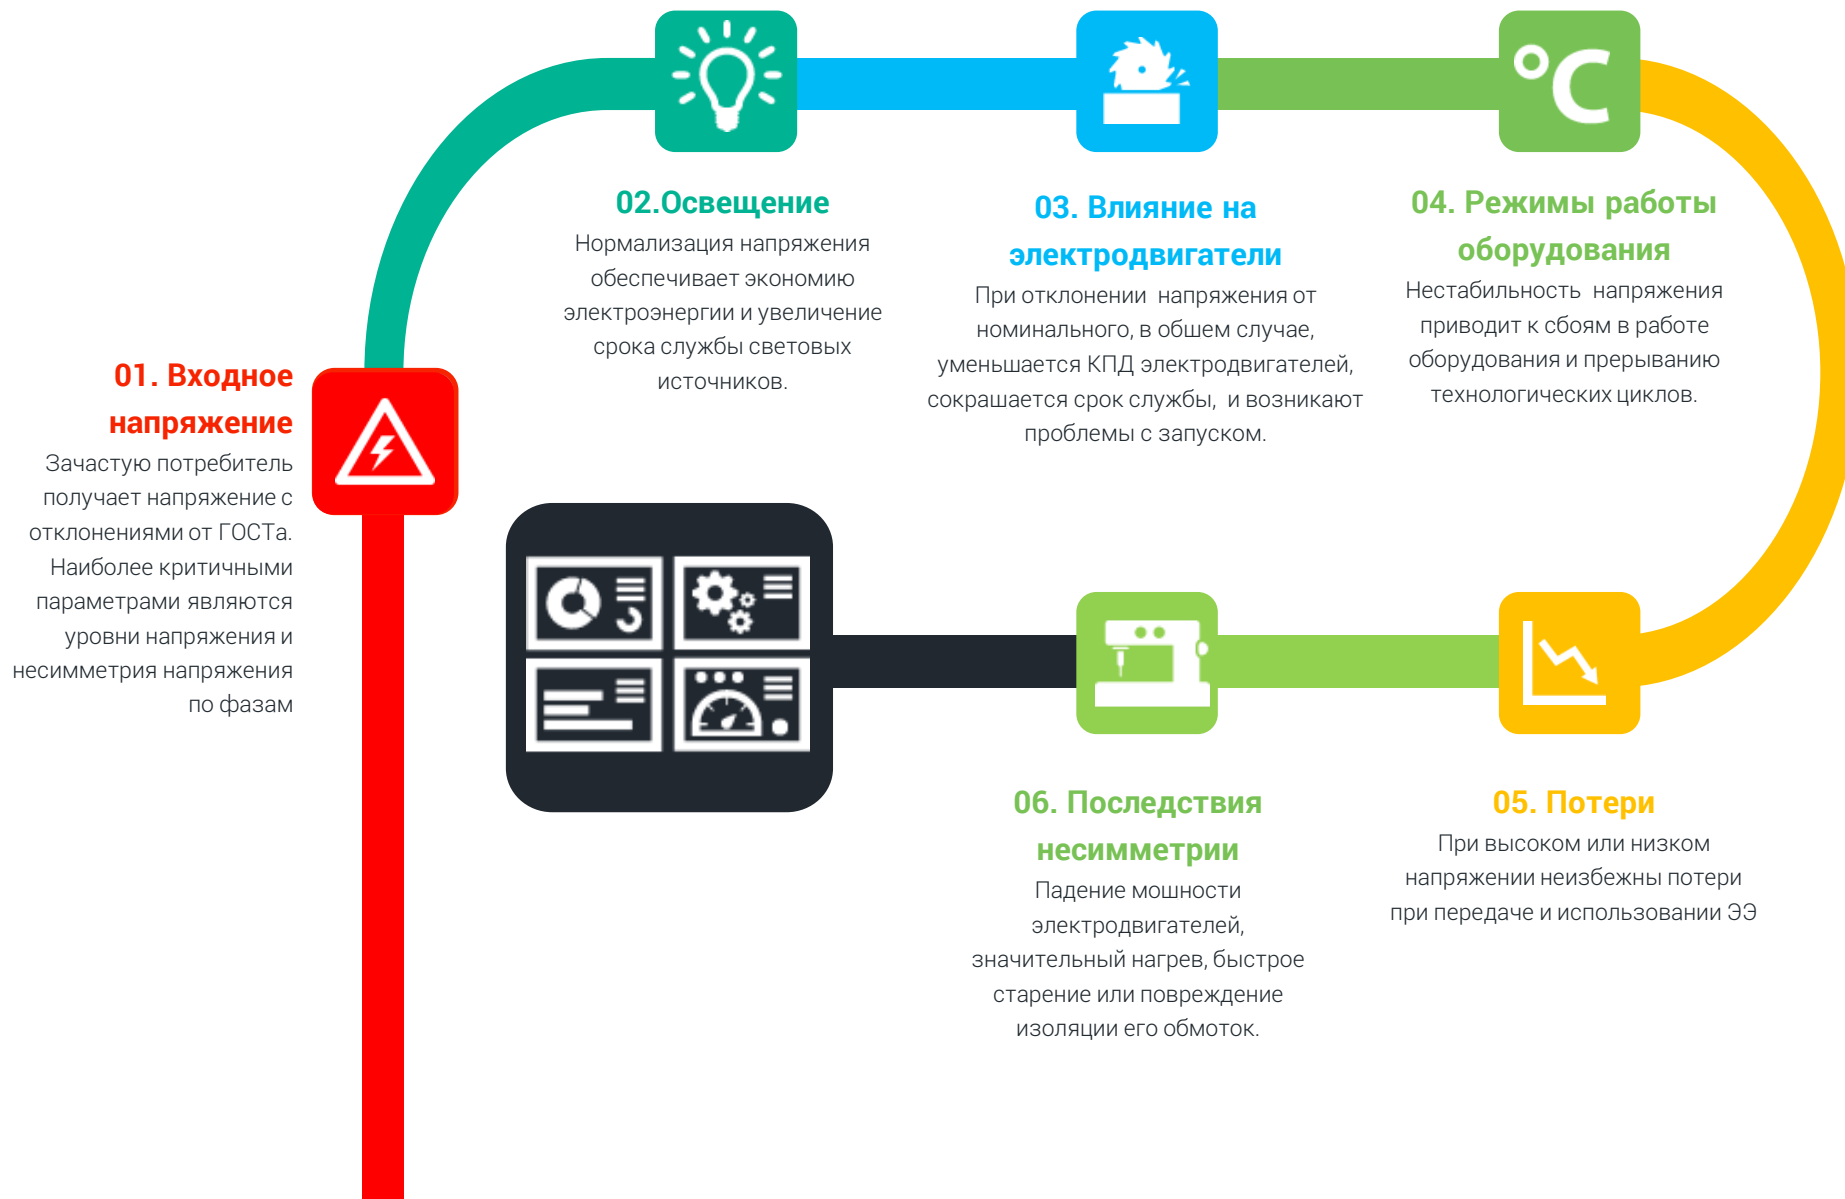 01. Входное
напряжение
Зачастую потребитель
получает напряжение с
отклонениями от ГОСТа.
Наиболее критичными
параметрами являются
уровни напряжения и
несимметрия напряжения
по фазам
02.Освещение
Нормализация напряжения
обеспечивает экономию
электроэнергии и увеличение
срока службы световых
источников.
03. Влияние на
электродвигатели
При отклонении напряжения от
номинального, в обшем случае,
уменьшается КПД электродвигателей,
сокрашается срок службы, и возникают
проблемы с запуском.
°C
04. Режимы работы
оборудования
Нестабильность напряжения
приводит к сбоям в работе
оборудования и прерыванию
технологических циклов.
05. Потери
При высоком или низком
напряжении неизбежны потери
при передаче и использовании ЭЭ
06. Последствия
несимметрии
Падение мошности
электродвигателей,
значительный нагрев, быстрое
старение или повреждение
изоляции его обмоток.